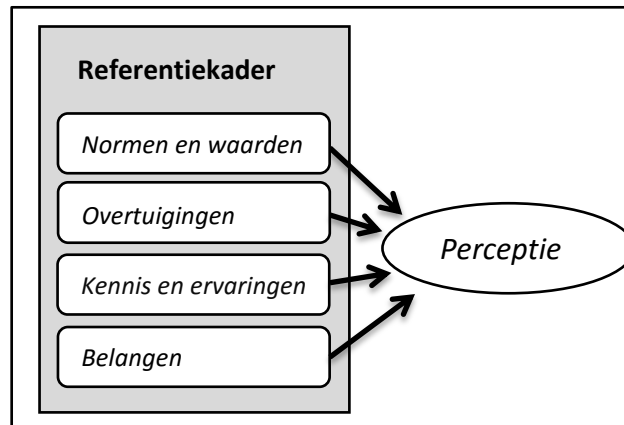 Referentiekader
Normen en waarden
Overtuigingen
Kennis en ervaringen
Belangen
Perceptie